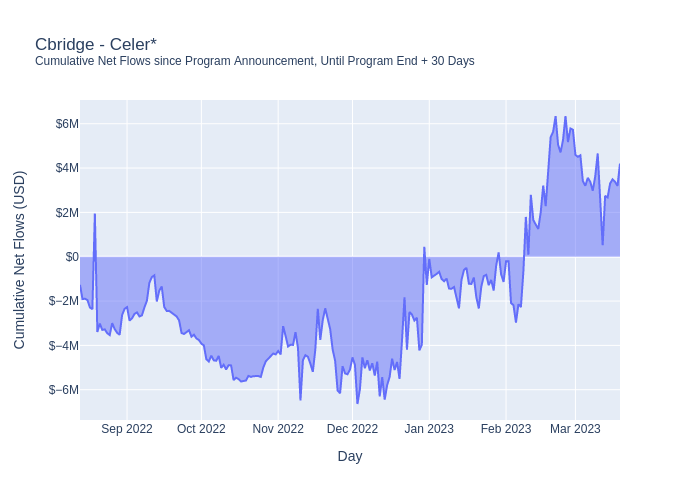 Cbridge - Celer*
Cumulative Net Flows since Program Announcement, Until Program End + 30 Days
$6M
$4M
$2M
$0
$−2M
$−4M
$−6M
Cumulative Net Flows (USD)
Sep 2022 Oct 2022 Nov 2022 Dec 2022 Jan 2023 Feb 2023 Mar 2023
Day